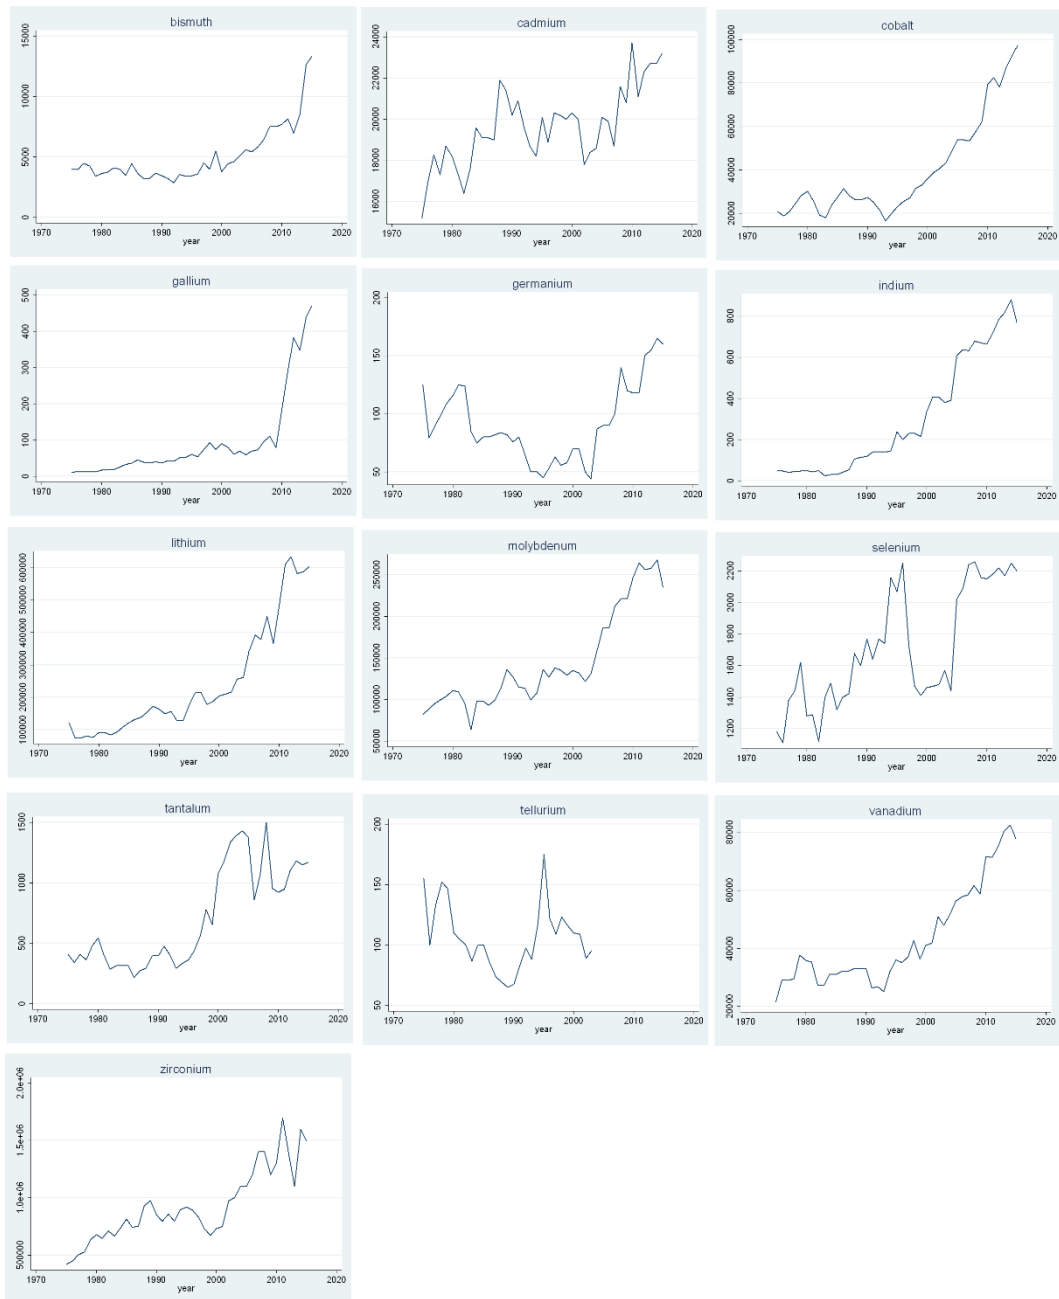 bismuth
15000
10000
5000
0
1970 1980 1990 2000 2010 2020
year
cadmium
24000
22000
20000
18000
16000
1970 1980 1990 2000 2010 2020
year
cobalt
100000
80000
60000
40000
20000
1970 1980 1990 2000 2010 2020
year
gallium
500
400
300
200
100
0
1970 1980 1990 2000 2010 2020
year
germanium
200
150
100
50
1970 1980 1990 2000 2010 2020
year
indium
800
600
400
200
0
1970 1980 1990 2000 2010 2020
year
lithium
600000
500000
400000
300000
200000
100000
1970 1980 1990 2000 2010 2020
year
molybdenum
250000
200000
150000
100000
50000
1970 1980 1990 2000 2010 2020
year
selenium
2200
2000
1800
1600
1400
1200
1970 1980 1990 2000 2010 2020
year
tantalum
1500
1000
500
0
1970 1980 1990 2000 2010 2020
year
tellurium
200
150
100
50
1970 1980 1990 2000 2010 2020
year
vanadium
80000
60000
40000
20000
1970 1980 1990 2000 2010 2020
year
zirconium
2.0e+06
1.5e+06
1.0e+06
500000
1970 1980 1990 2000 2010 2020
year